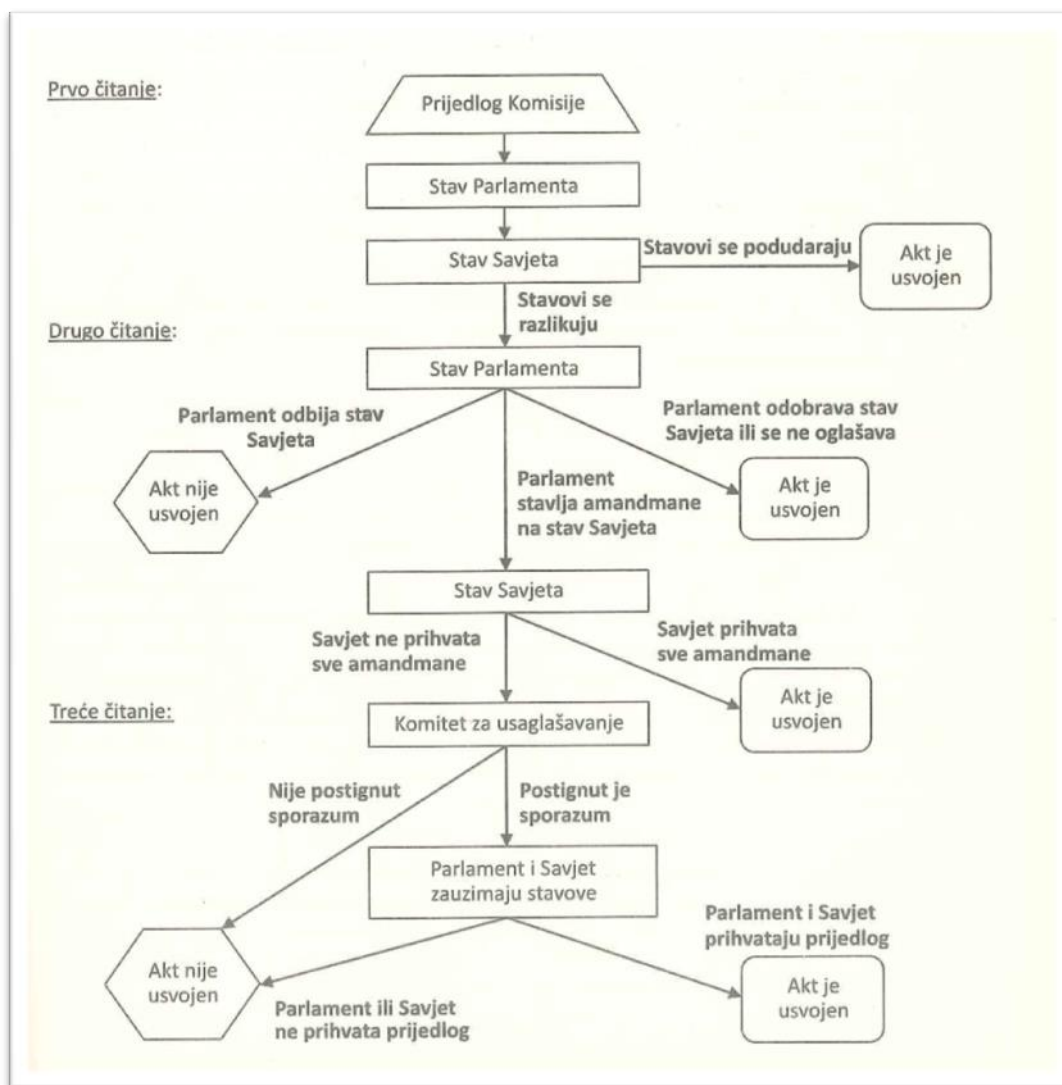 Prvo čitanje:
Prijedlog Komisije
Stav Parlamenta
Stav Savjeta
Stavovi se podudaraju
Akt je
usvojen
Stavovi se
razlikuju
Drugo čitanje:
Stav Parlamenta
Parlament odbija stav
Savjeta
Parlament odobrava stav
Savjeta ili se ne oglašava
Akt nije
usvojen
Parlament
stavlja amandmane
na stav Savjeta
Akt je
usvojen
Stav Savjeta
Savjet ne prihvata
sve amandmane
Savjet prihvata
sve amandmane
Akt je
usvojen
Treće čitanje:
Komitet za usaglašavanje
Nije postignut
sporazum
Postignut je
sporazum
Parlament i Savjet
zauzimaju stavove
Parlament i Savjet
prihvataju prijedlog
Akt nije
usvojen
Parlament ili Savjet
ne prihvata prijedlog
Akt je
usvojen